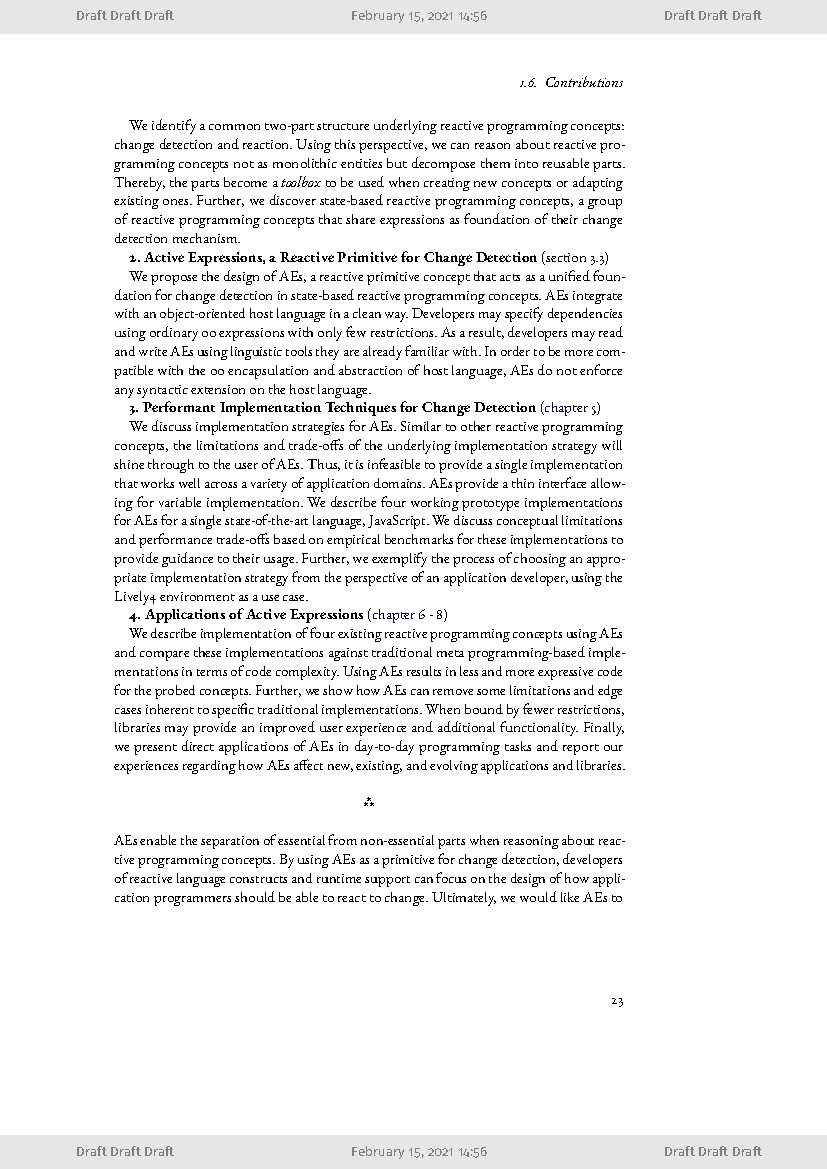 Draft Draft Draft February 15, 2021 14:56 Draft Draft Draft
1.6. Contributions
We identify a common two-part structure underlying reactive programming concepts:
change detection and reaction. Using this perspective, we can reason about reactive pro-
gramming concepts not as monolithic entities but decompose them into reusable parts.
Thereby, the parts become a toolbox to be used when creating new concepts or adapting
existing ones. Further, we discover state-based reactive programming concepts, a group
of reactive programming concepts that share expressions as foundation of their change
detection mechanism.
2. Active Expressions, a Reactive Primitive for Change Detection (section 3.3)
We propose the design of AEs, a reactive primitive concept that acts as a unified foun-
dation for change detection in state-based reactive programming concepts. AEs integrate
with an object-oriented host language in a clean way. Developers may specify dependencies
using ordinary oo expressions with only few restrictions. As a result, developers may read
and write AEs using linguistic tools they are already familiar with. In order to be more com-
patible with the oo encapsulation and abstraction of host language, AEs do not enforce
any syntactic extension on the host language.
3. Performant Implementation Techniques for Change Detection (chapter 5)
We discuss implementation strategies for AEs. Similar to other reactive programming
concepts, the limitations and trade-offs of the underlying implementation strategy will
shine through to the user of AEs. Thus, it is infeasible to provide a single implementation
that works well across a variety of application domains. AEs provide a thin interface allow-
ing for variable implementation. We describe four working prototype implementations
for AEs for a single state-of-the-art language, JavaScript. We discuss conceptual limitations
and performance trade-offs based on empirical benchmarks for these implementations to
provide guidance to their usage. Further, we exemplify the process of choosing an appro-
priate implementation strategy from the perspective of an application developer, using the
Lively4 environment as a use case.
4. Applications of Active Expressions (chapter 6 - 8)
We describe implementation of four existing reactive programming concepts using AEs
and compare these implementations against traditional meta programming-based imple-
mentations in terms of code complexity. Using AEs results in less and more expressive code
for the probed concepts. Further, we show how AEs can remove some limitations and edge
cases inherent to specific traditional implementations. When bound by fewer restrictions,
libraries may provide an improved user experience and additional functionality. Finally,
we present direct applications of AEs in day-to-day programming tasks and report our
experiences regarding how AEs affect new, existing, and evolving applications and libraries.
⁂
AEs enable the separation of essential from non-essential parts when reasoning about reac-
tive programming concepts. By using AEs as a primitive for change detection, developers
of reactive language constructs and runtime support can focus on the design of how appli-
cation programmers should be able to react to change. Ultimately, we would like AEs to
23
Draft Draft Draft February 15, 2021 14:56 Draft Draft Draft